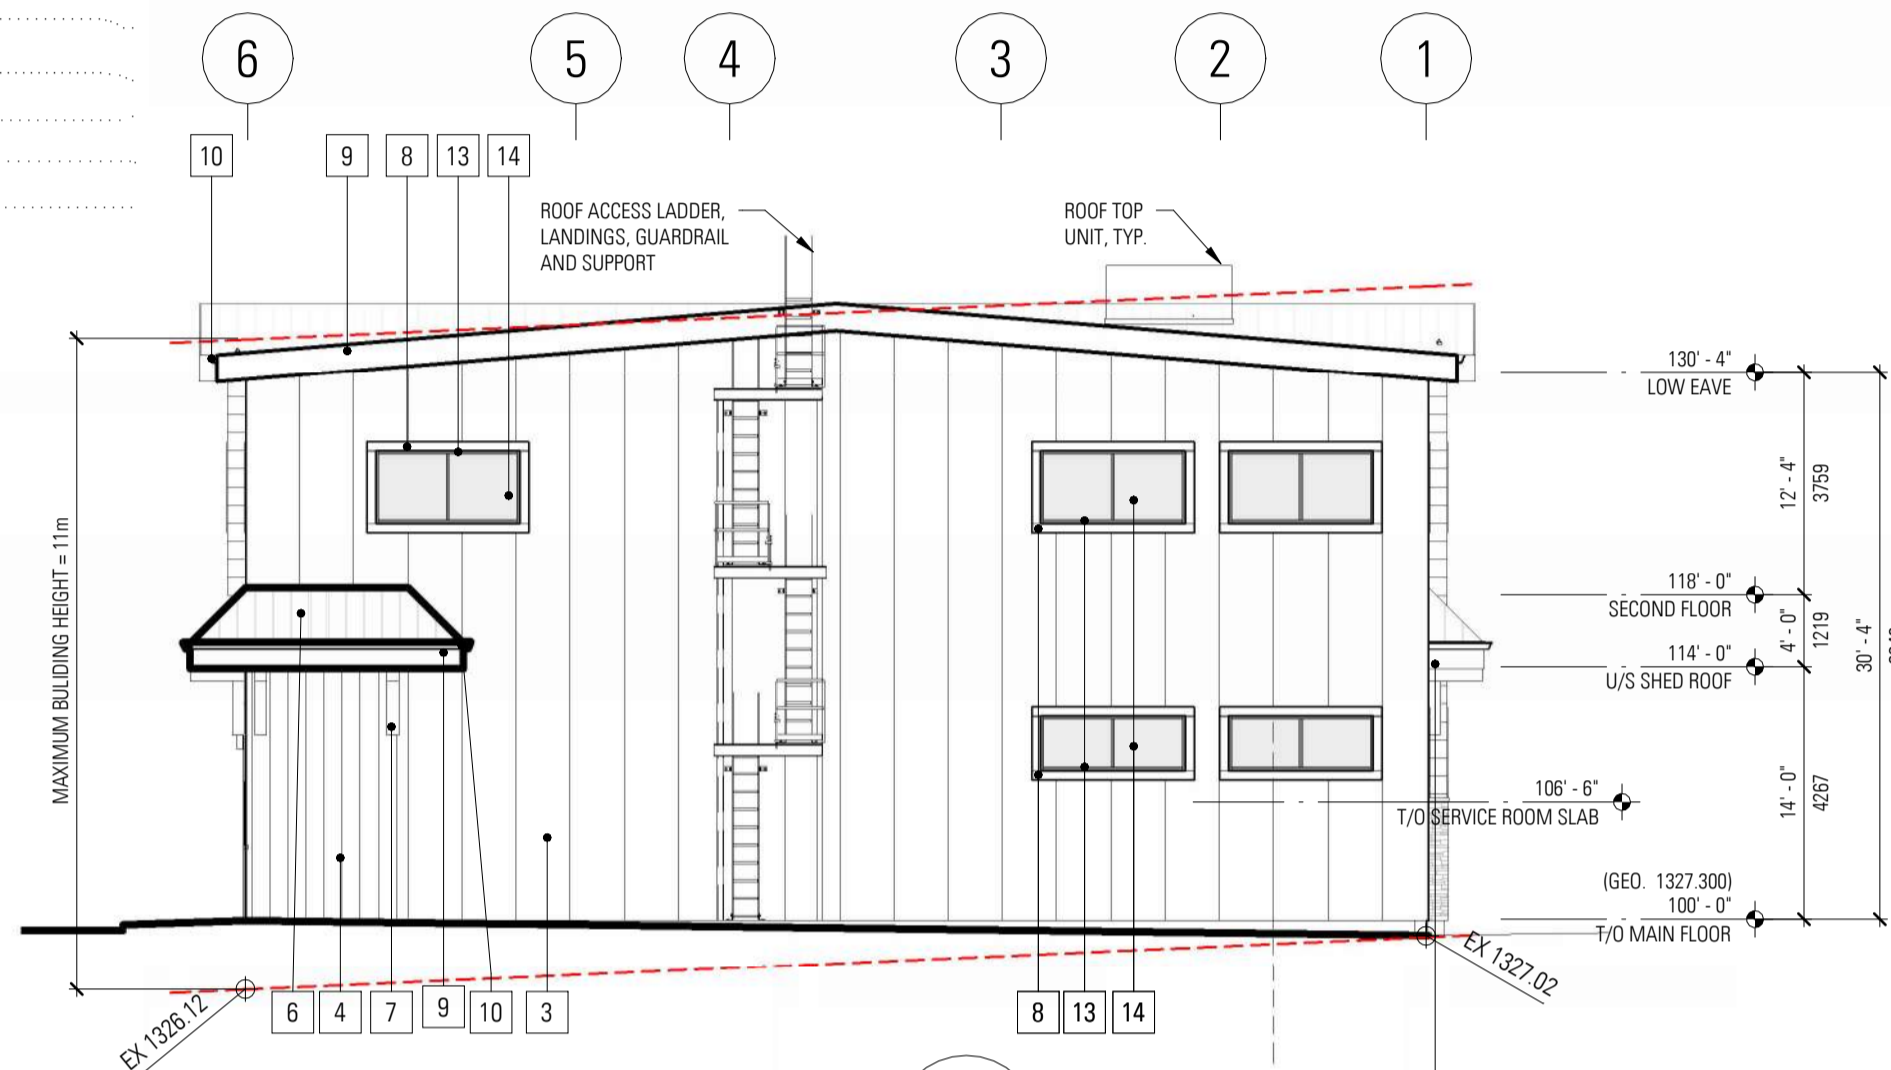 6 5 4 3 2 1
10 9 8 13 14
ROOF ACCESS LADDER,
LANDINGS, GUARDRAIL
AND SUPPORT
ROOF TOP
UNIT, TYP.
MAXIMUM BULIDING HEIGHT = 11m
130' - 4"
LOW EAVE
12' - 4"
3759
118' - 0"
SECOND FLOOR
4' - 0"
1219
30' - 4"
114' - 0"
U/S SHED ROOF
106' - 6"
T/O SERVICE ROOM SLAB
14' - 0"
4267
(GEO. 1327.300)
100' - 0"
T/O MAIN FLOOR
EX 1327.02
EX 1326.12
6 4 7 9 10 3
8 13 14